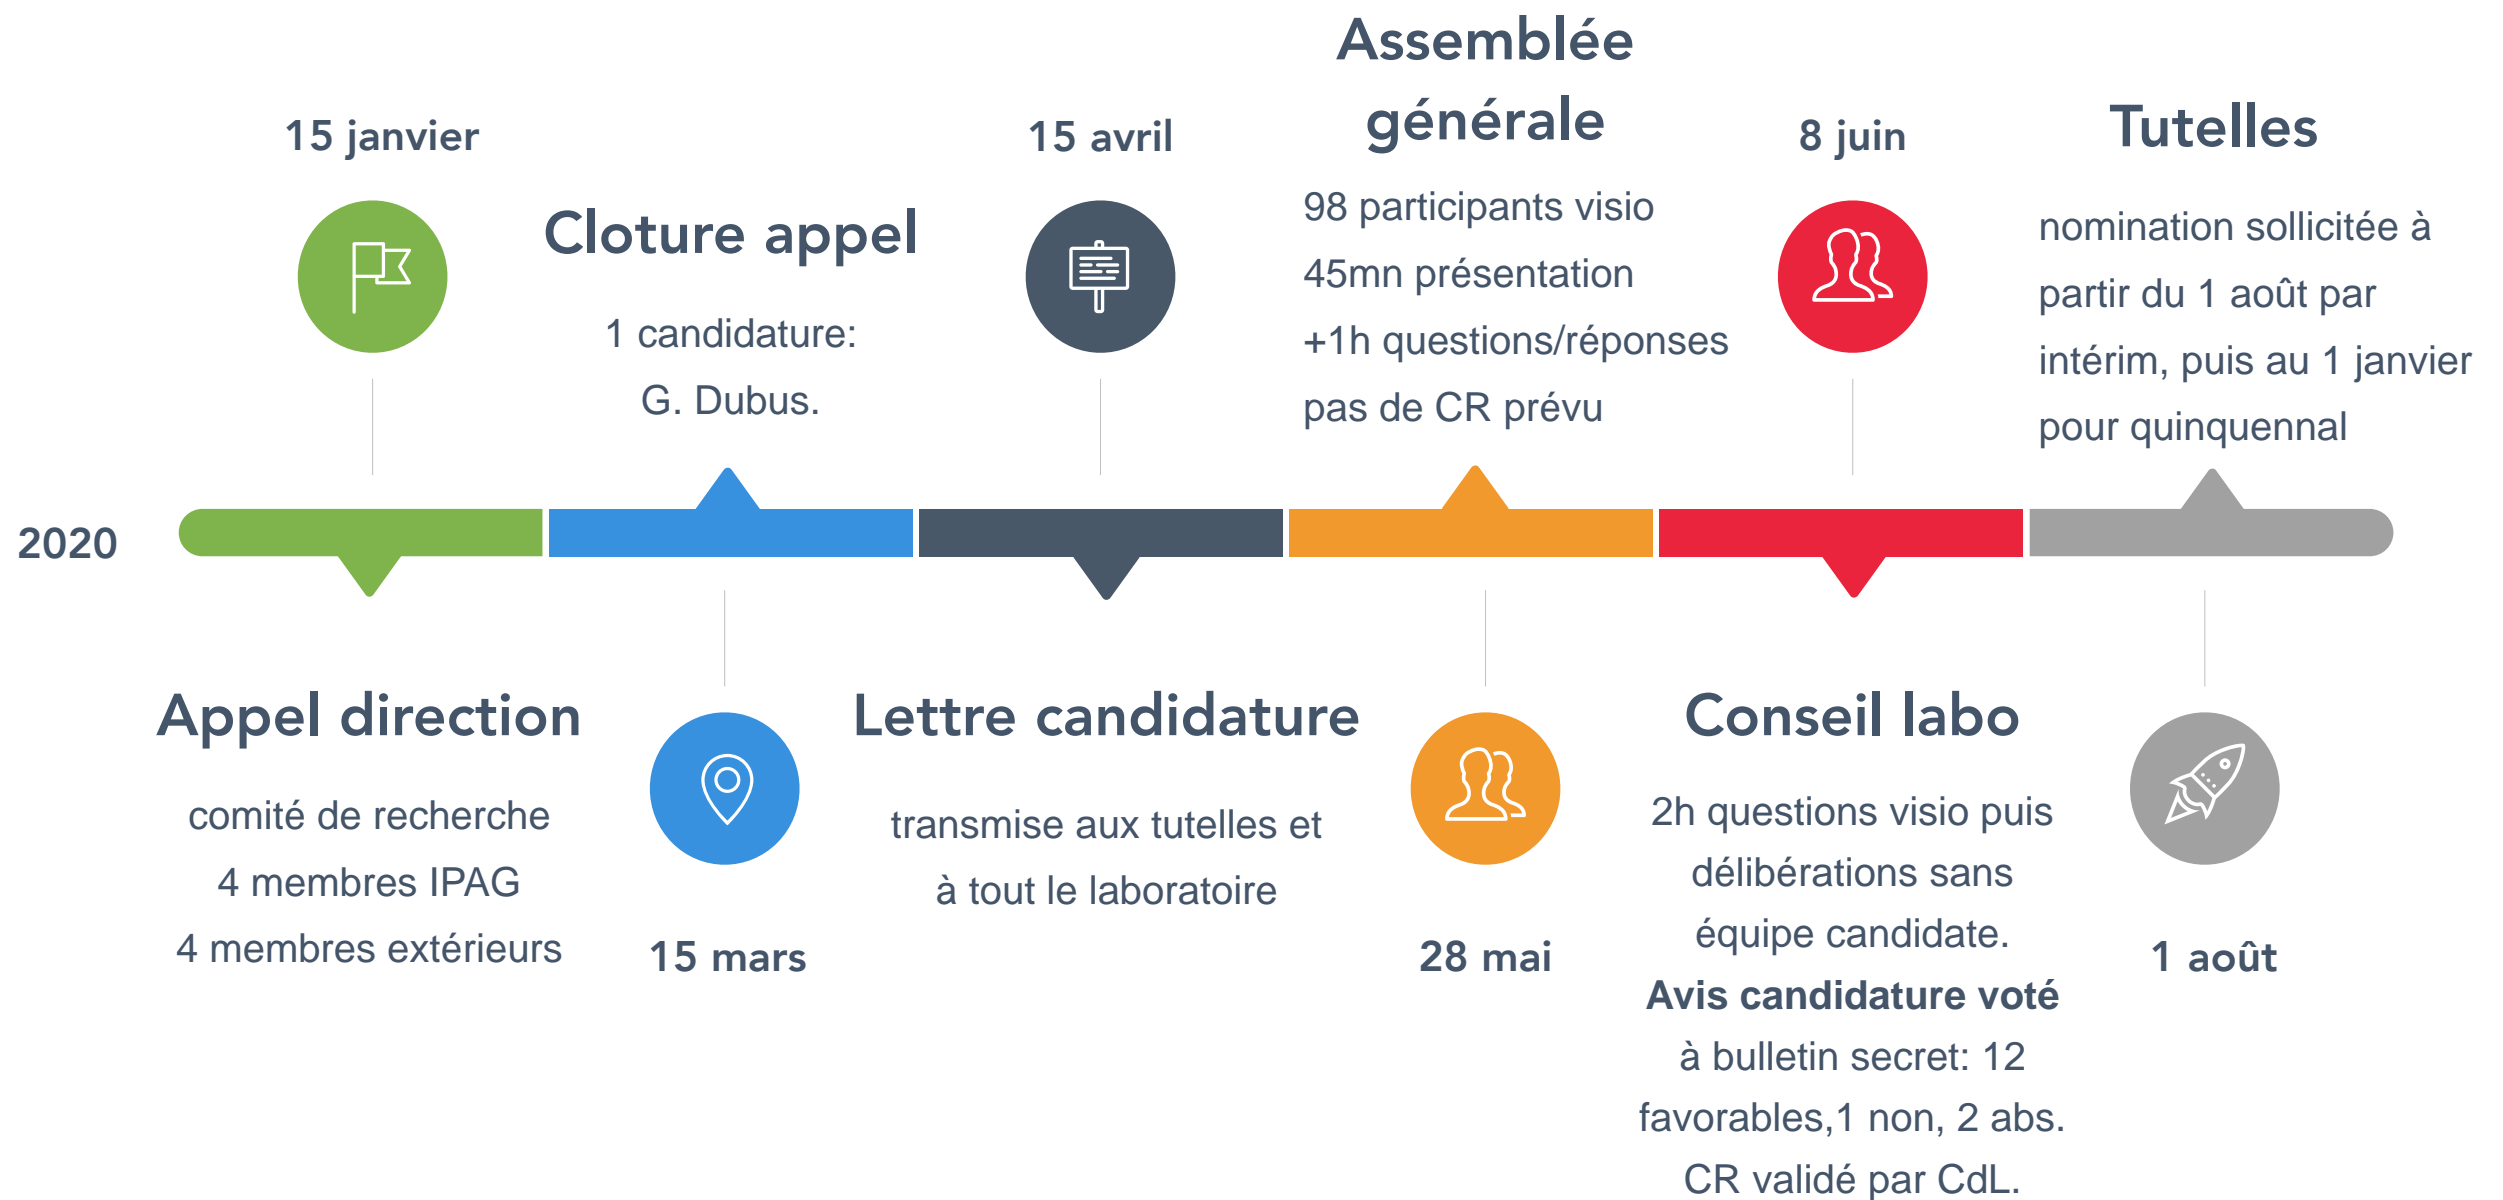 2020
15 janvier
Appel direction
comité de recherche
4 membres IPAG
4 membres extérieurs
Cloture appel
1 candidature:
G. Dubus.
15 mars
15 avril
Lettre candidature
transmise aux tutelles et
à tout le laboratoire
Assemblée
générale
98 participants visio
45mn présentation
+1h questions/réponses
pas de CR prévu
28 mai
8 juin
Conseil labo
2h questions visio puis
délibérations sans
équipe candidate.
Avis candidature voté
à bulletin secret: 12
favorables,1 non, 2 abs.
CR validé par CdL.
Tutelles
nomination sollicitée à
partir du 1 août par
intérim, puis au 1 janvier
pour quinquennal
1 août